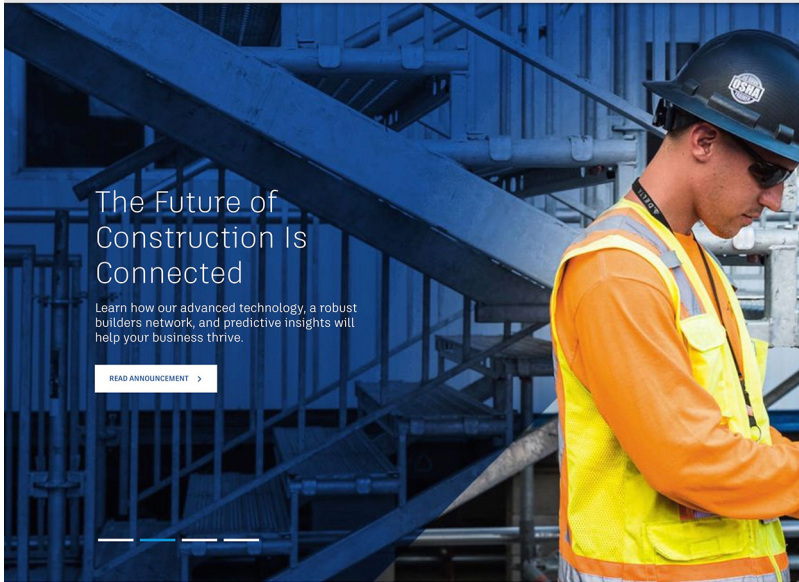 The Future of
Construction Is
Connected
Learn how our advanced technology, a robust
builders network, and predictive insights will
help your business thrive.
READ ANNOUNCEMENT
OSHA
DELTA